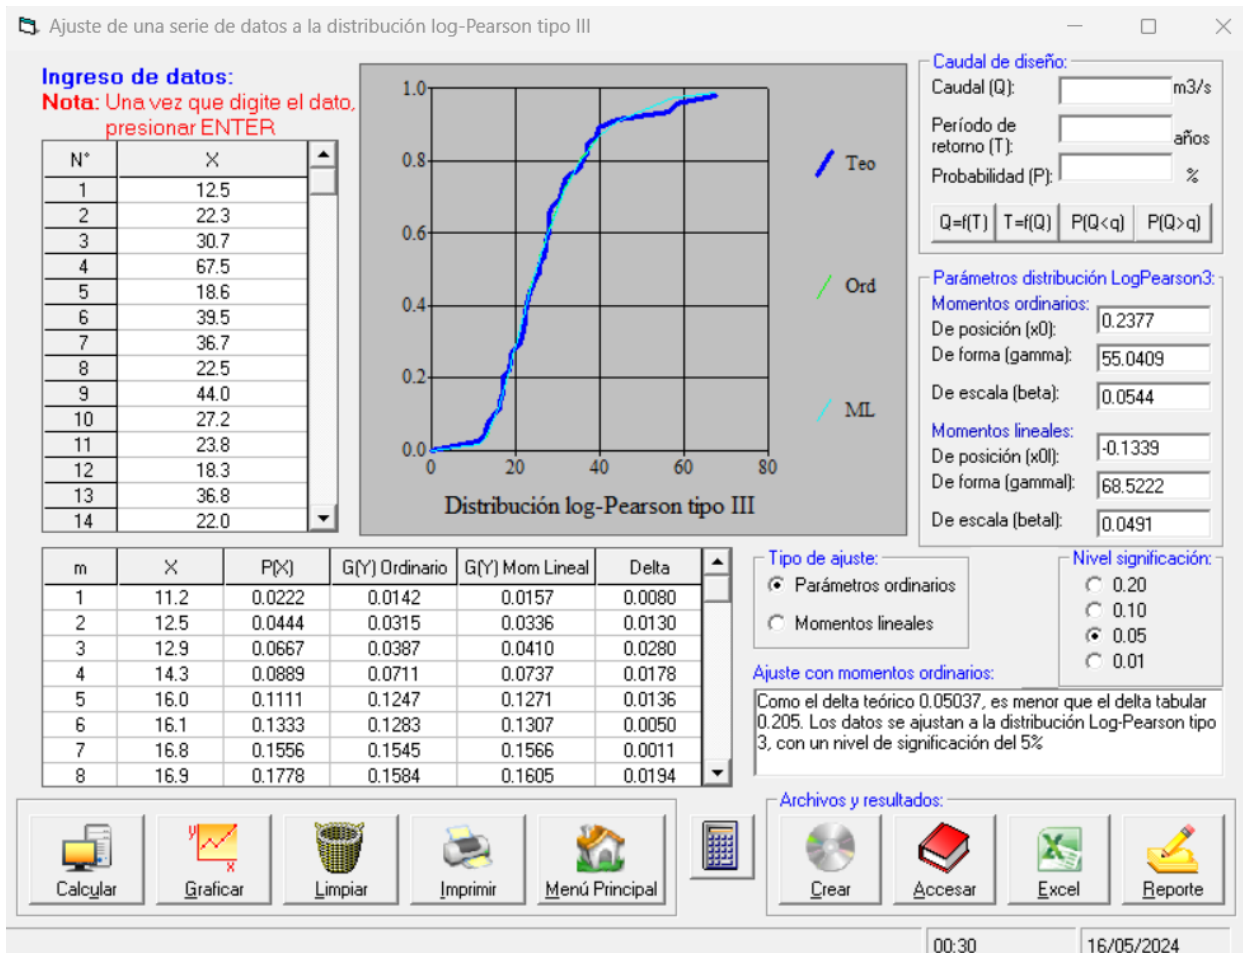 Ajuste de una serie de datos a la distribución log-Pearson tipo III
Ingreso de datos:
Nota: Una vez que digite el dato,
presionar ENTER
N° X
1 12.5
2 22.3
3 30.7
4 67.5
5 18.6
6 39.5
7 36.7
8 22.5
9 44.0
10 27.2
11 23.8
12 18.3
13 36.8
14 22.0
1.0
0.8
0.6
0.4
0.2
0.0
0 20 40 60 80
Distribución log-Pearson tipo III
Teo
Ord
ML
Caudal de diseño:
Caudal (Q): m3/s
Período de
retorno (T): años
Probabilidad (P): %
Q=f(T) T=f(Q) P(Q<q) P(Q>q)
Parámetros distribución LogPearson3:
Momentos ordinarios:
De posición (x0): 0.2377
De forma (gamma): 55.0409
De escala (beta): 0.0544
Momentos lineales:
De posición (x0l): -0.1339
De forma (gammal): 68.5222
De escala (betal): 0.0491
m X P(X) G(Y) Ordinario G(Y) Mom Lineal Delta
1 11.2 0.0222 0.0142 0.0157 0.0080
2 12.5 0.0444 0.0315 0.0336 0.0130
3 12.9 0.0667 0.0387 0.0410 0.0280
4 14.3 0.0889 0.0711 0.0737 0.0178
5 16.0 0.1111 0.1247 0.1271 0.0136
6 16.1 0.1333 0.1283 0.1307 0.0050
7 16.8 0.1556 0.1545 0.1566 0.0011
8 16.9 0.1778 0.1584 0.1605 0.0194
Tipo de ajuste:
Parámetros ordinarios
Momentos lineales
Nivel significación:
0.20
0.10
0.05
0.01
Ajuste con momentos ordinarios:
Como el delta teórico 0.05037, es menor que el delta tabular
0.205. Los datos se ajustan a la distribución Log-Pearson tipo
3, con un nivel de significación del 5%
Calcular Graficar Limpiar Imprimir Menú Principal
y
x
Archivos y resultados:
Crear Accesar Excel Reporte
00:30 16/05/2024